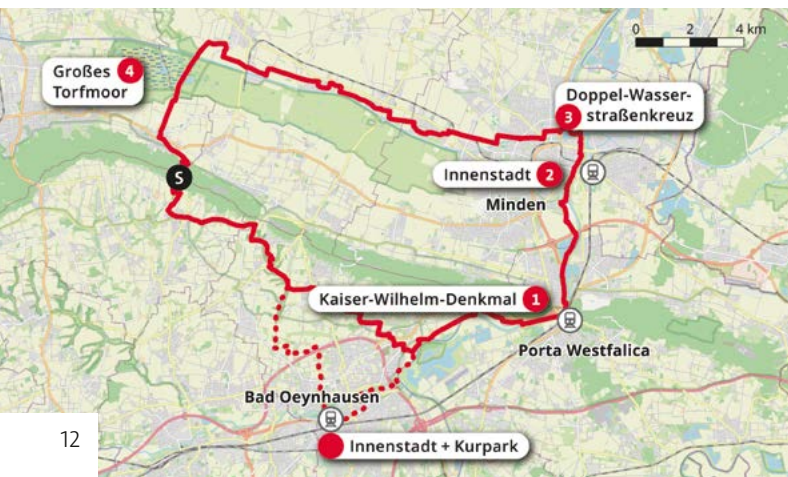 0 2 4 km
Großes 4
Torfmoor
Doppel-Wasser-
3 straßenkreuz
S
Innenstadt 2
Minden
Kaiser-Wilhelm-Denkmal 1
Porta Westfalica
Bad Oeynhausen
Innenstadt + Kurpark
12